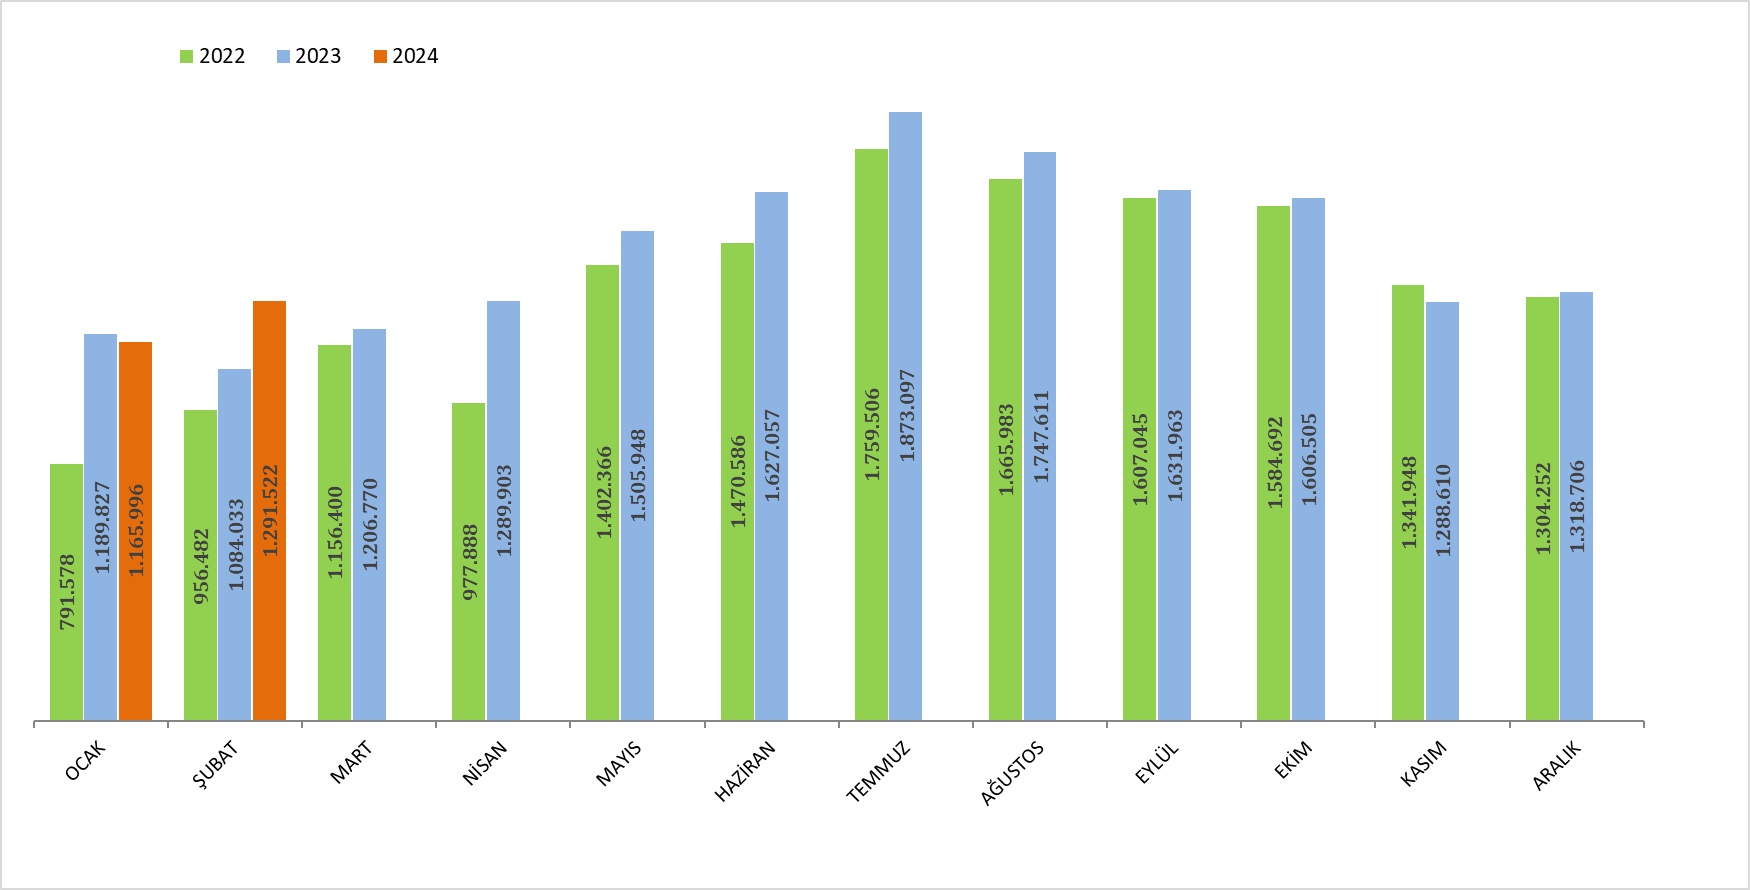 2022 2023 2024
791.578
1.189.827
1.165.996
956.482
1.084.033
1.291.522
1.156.400
1.206.770
977.888
1.289.903
1.402.366
1.505.948
1.470.586
1.627.057
1.759.506
1.873.097
1.665.983
1.747.611
1.607.045
1.631.963
1.584.692
1.606.505
1.341.948
1.288.610
1.304.252
1.318.706
OCAK
ŞUBAT
MART
NİSAN
MAYIS
HAZİRAN
TEMMUZ
AĞUSTOS
EYLÜL
EKİM
KASIM
ARALIK